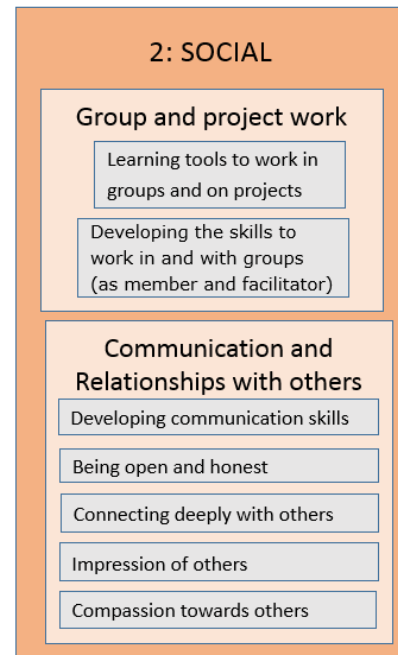 2: SOCIAL
Group and project work
Learning tools to work in
groups and on projects
Developing the skills to
work in and with groups
(as member and facilitator)
Communication and
Relationships with others
Developing communication skills
Being open and honest
Connecting deeply with others
Impression of others
Compassion towards others